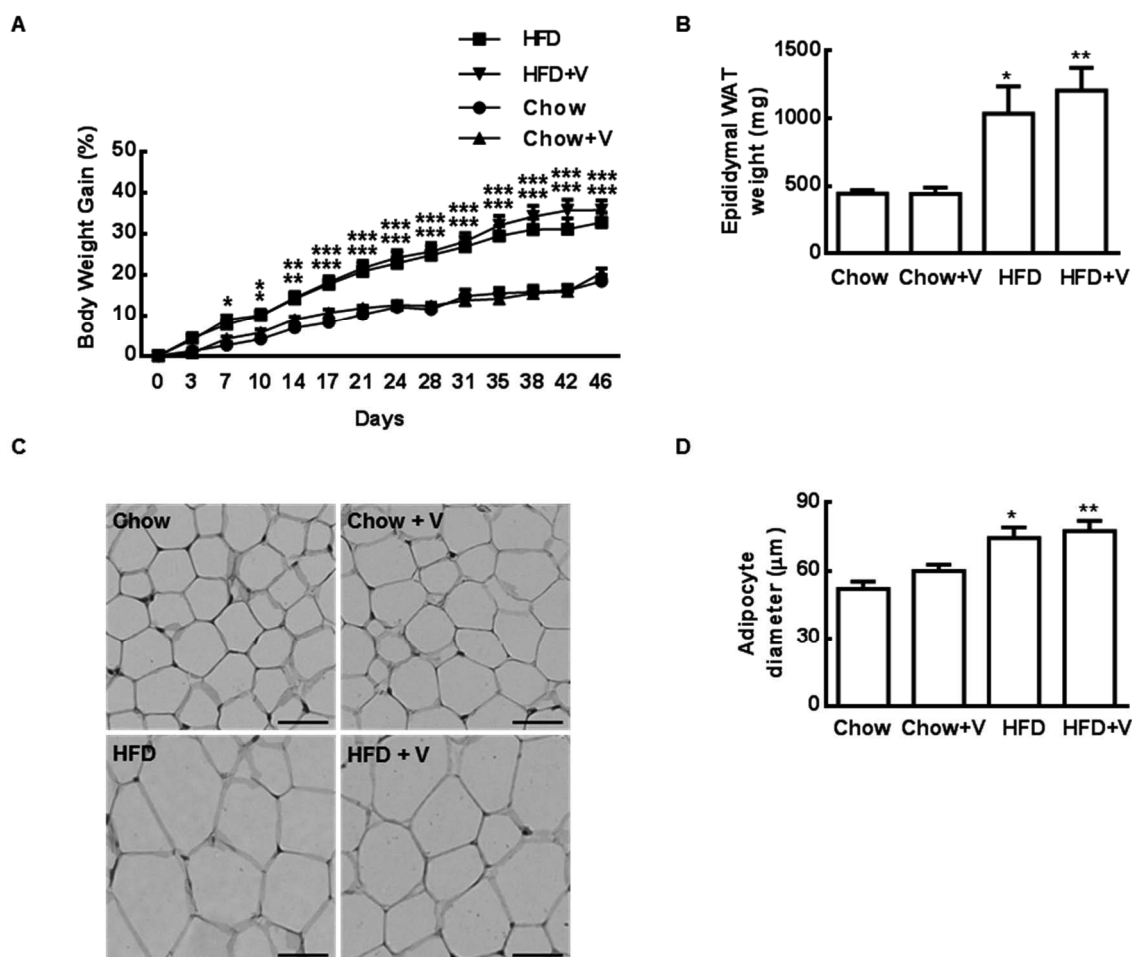 A
HFD
HFD+V
Chow
Chow+V
Body Weight Gain (%)
50
40
30
20
10
0
* ** ** *** *** *** *** *** *** *** *** ***
* ** *** *** *** *** *** *** *** *** ***
0 3 7 10 14 17 21 24 28 31 35 38 42 46
Days
B
Epididymal WAT
weight (mg)
1500
1000
500
0
* **
Chow Chow+V HFD HFD+V
C
Chow
Chow + V
HFD
HFD + V
D
Adipocyte
diameter (μm)
90
60
30
0
* **
Chow Chow+V HFD HFD+V